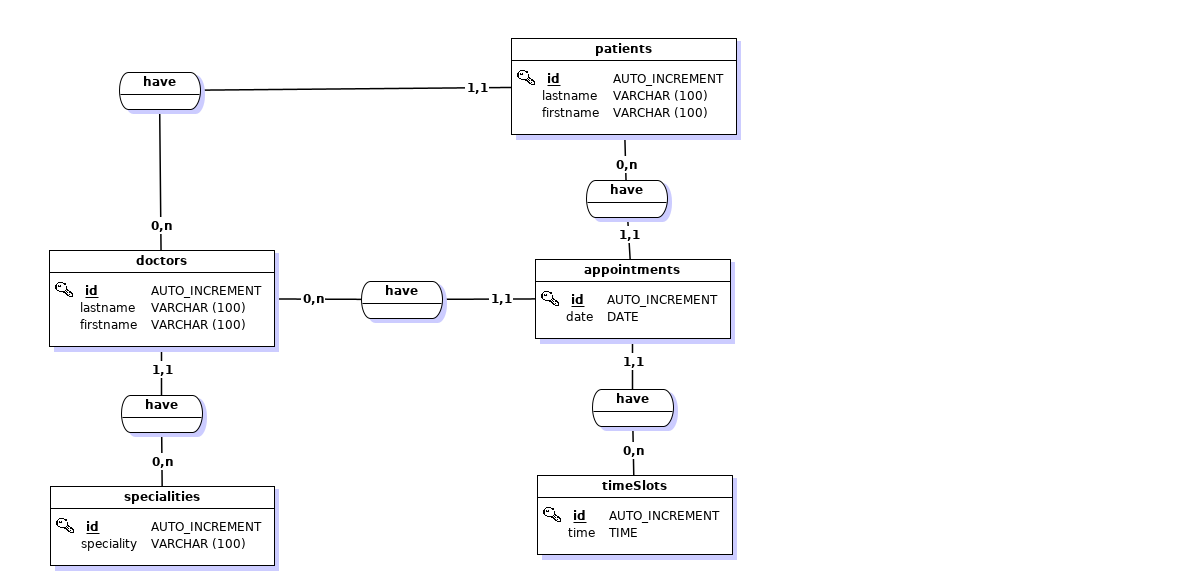 patients
id AUTO_INCREMENT
lastname VARCHAR (100)
firstname VARCHAR (100)
have
1,1
0,n
have
0,n
1,1
doctors
id AUTO_INCREMENT
lastname VARCHAR (100)
firstname VARCHAR (100)
0,n
have
1,1
appointments
id AUTO_INCREMENT
date DATE
1,1
have
0,n
1,1
have
0,n
specialities
id AUTO_INCREMENT
speciality VARCHAR (100)
timeSlots
id AUTO_INCREMENT
time TIME